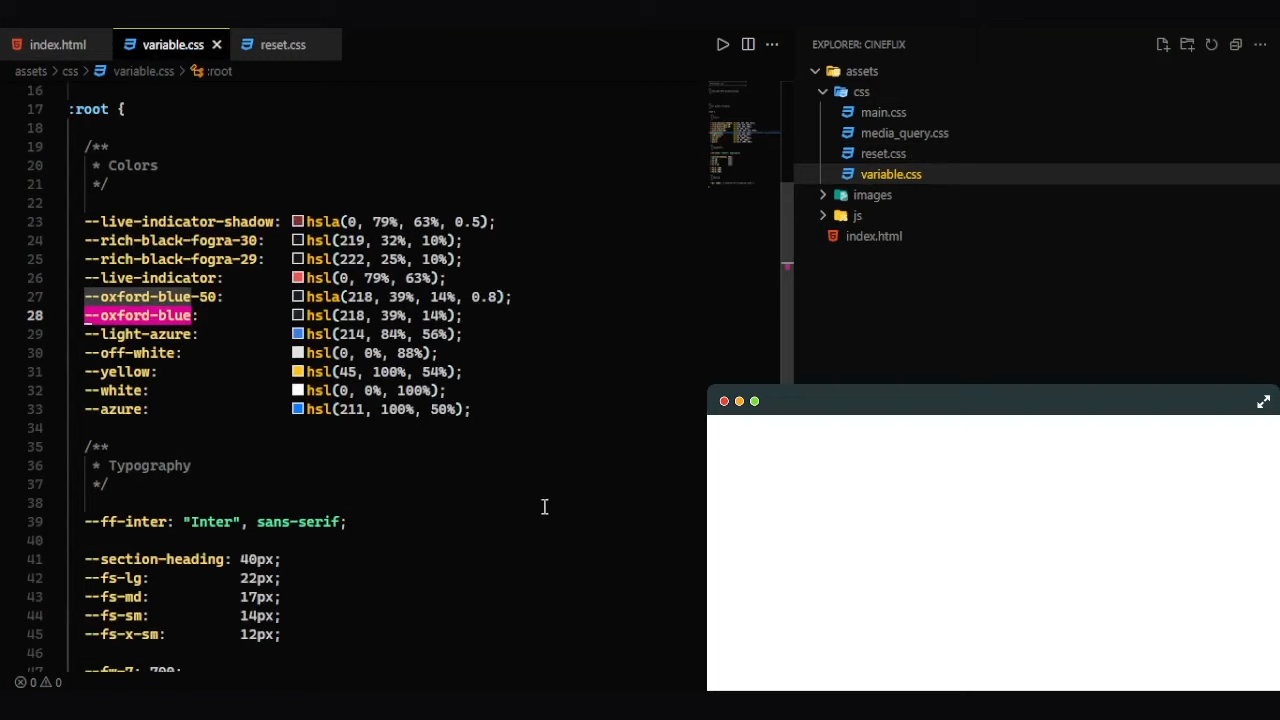 index.html
variable.css
reset.css
assets > css > variable.css > :root
16
17 :root {
18
19 /**
20 * Colors
21 */
22
23 --live-indicator-shadow: hsla(0, 79%, 63%, 0.5);
24 --rich-black-fogra-30: hsl(219, 32%, 10%);
25 --rich-black-fogra-29: hsl(222, 25%, 10%);
26 --live-indicator: hsl(0, 79%, 63%);
27 --oxford-blue-50: hsla(218, 39%, 14%, 0.8);
28 --oxford-blue: hsl(218, 39%, 14%);
29 --light-azure: hsl(214, 84%, 56%);
30 --off-white: hsl(0, 0%, 88%);
31 --yellow: hsl(45, 100%, 54%);
32 --white: hsl(0, 0%, 100%);
33 --azure: hsl(211, 100%, 50%);
34
35 /**
36 * Typography
37 */
38
39 --ff-inter: "Inter", sans-serif;
40
41 --section-heading: 40px;
42 --fs-lg: 22px;
43 --fs-md: 17px;
44 --fs-sm: 14px;
45 --fs-x-sm: 12px;
46
47 --fw-7: 700;
0 0
EXPLORER: CINEFLIX
assets
css
main.css
media_query.css
reset.css
variable.css
images
js
index.html